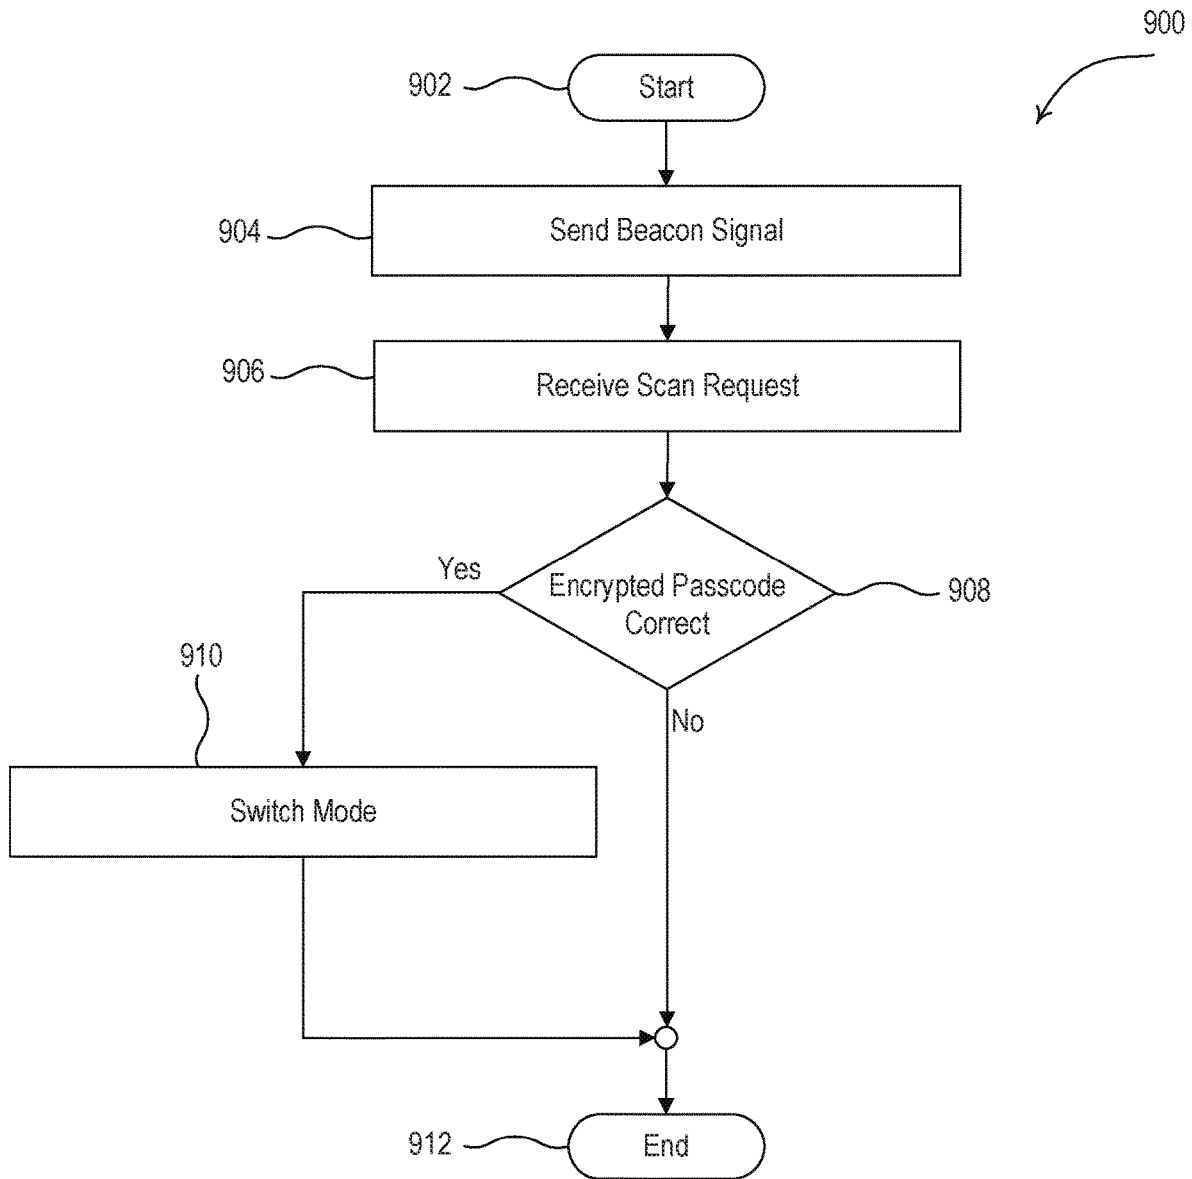 900
902
Start
904
Send Beacon Signal
906
Receive Scan Request
Yes
Encrypted Passcode
Correct
908
910
No
Switch Mode
912
End